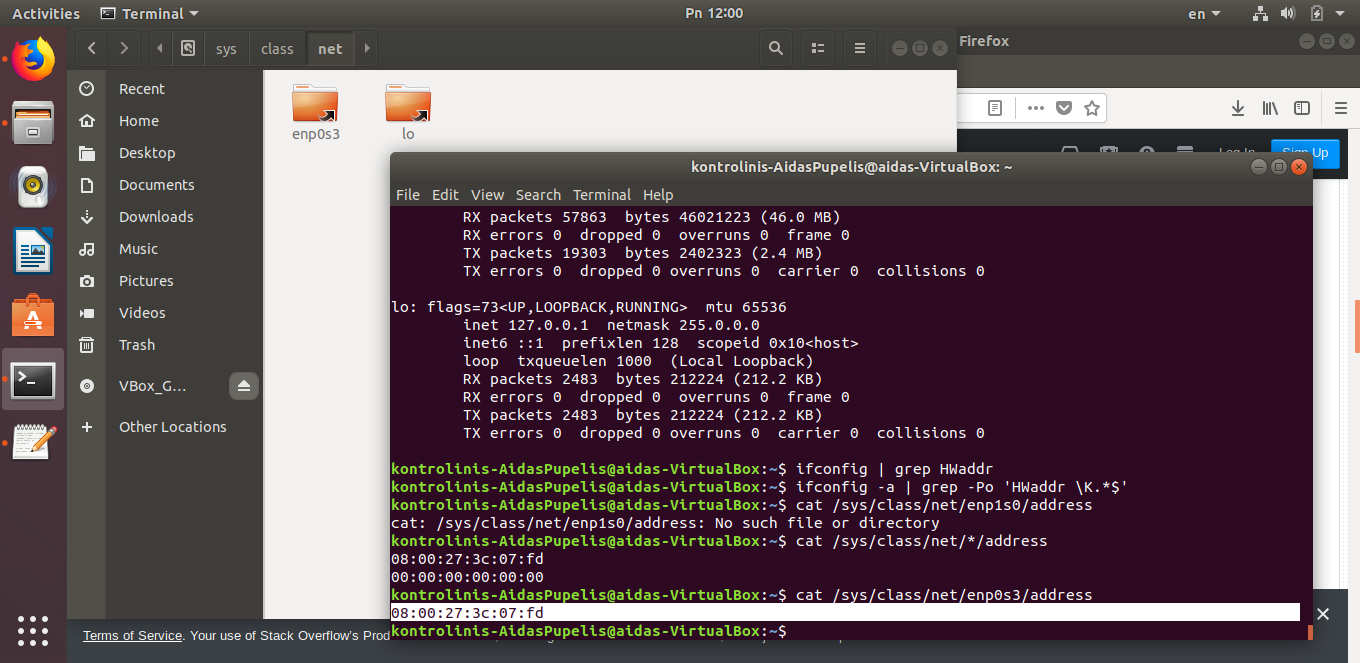 Activities Terminal Pn 12:00 en
sys class net
Firefox
Recent
Home
Desktop
Documents
Downloads
Music
Pictures
Videos
Trash
VBox_G...
Other Locations
enp0s3 lo
Log In Sign Up
kontrolinis-AidasPupelis@aidas-VirtualBox: ~
File Edit View Search Terminal Help
RX packets 57863 bytes 46021223 (46.0 MB)
RX errors 0 dropped 0 overruns 0 frame 0
TX packets 19303 bytes 2402323 (2.4 MB)
TX errors 0 dropped 0 overruns 0 carrier 0 collisions 0
lo: flags=73<UP,LOOPBACK,RUNNING> mtu 65536
inet 127.0.0.1 netmask 255.0.0.0
inet6 ::1 prefixlen 128 scopeid 0x10<host>
loop txqueuelen 1000 (Local Loopback)
RX packets 2483 bytes 212224 (212.2 KB)
RX errors 0 dropped 0 overruns 0 frame 0
TX packets 2483 bytes 212224 (212.2 KB)
TX errors 0 dropped 0 overruns 0 carrier 0 collisions 0
kontrolinis-AidasPupelis@aidas-VirtualBox:~$ ifconfig | grep HWaddr
kontrolinis-AidasPupelis@aidas-VirtualBox:~$ ifconfig -a | grep -Po 'HWaddr \K.*$'
kontrolinis-AidasPupelis@aidas-VirtualBox:~$ cat /sys/class/net/enp1s0/address
cat: /sys/class/net/enp1s0/address: No such file or directory
kontrolinis-AidasPupelis@aidas-VirtualBox:~$ cat /sys/class/net/*/address
08:00:27:3c:07:fd
00:00:00:00:00:00
kontrolinis-AidasPupelis@aidas-VirtualBox:~$ cat /sys/class/net/enp0s3/address
08:00:27:3c:07:fd
kontrolinis-AidasPupelis@aidas-VirtualBox:~$
Terms of Service. Your use of Stack Overflow's Prod